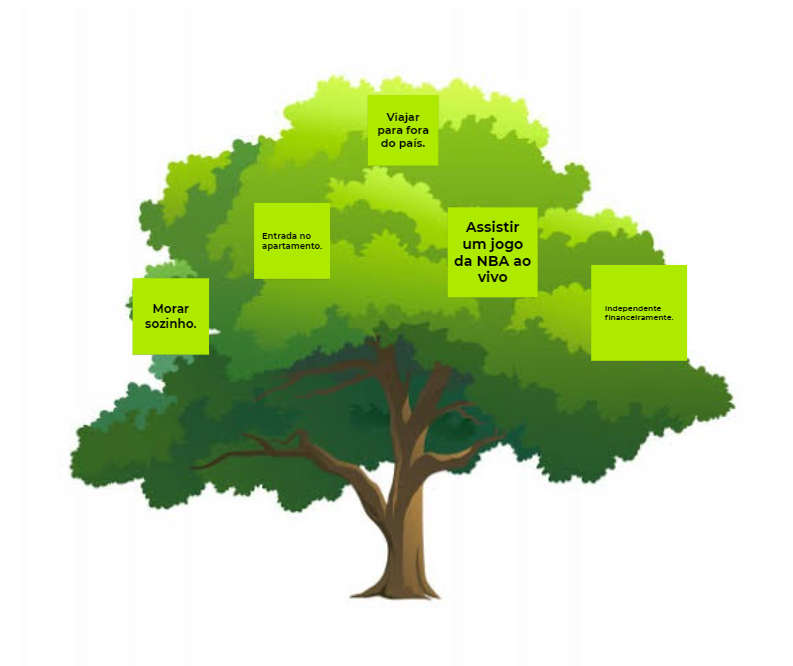 Viajar
para fora
do país.
Entrada no
apartamento.
Assistir
um jogo
da NBA ao
vivo
Morar
sozinho.
Independente
financeiramente.